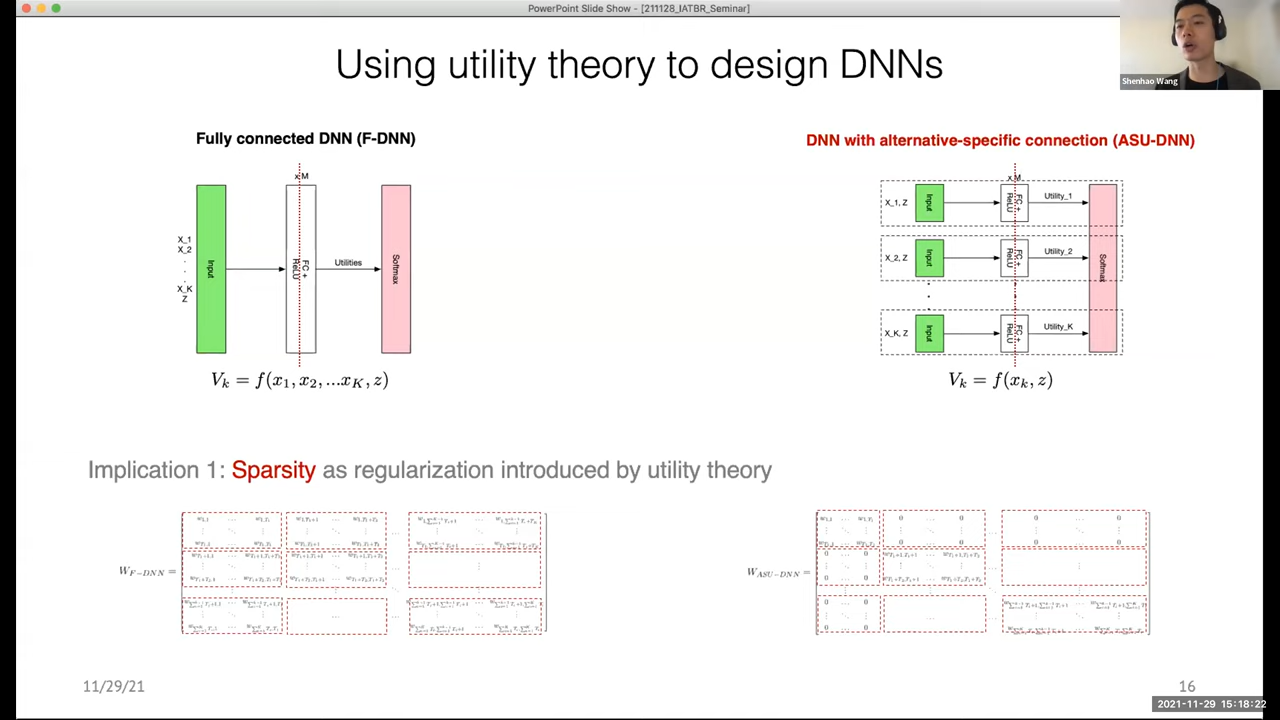 PowerPoint Slide Show - [211128_IATBR_Seminar]
Using utility theory to design DNNs
Shenhao Wang
Fully connected DNN (F-DNN)
x M
X_1
X_2
.
.
.
X_K
Z
Input
FC +
ReLU
Utilities
Softmax
V_k = f(x_1, x_2, ...x_K, z)
DNN with alternative-specific connection (ASU-DNN)
x M
X_1, Z
Input
FC +
ReLU
Utility_1
X_2, Z
Input
FC +
ReLU
Utility_2
X_K, Z
Input
FC +
ReLU
Utility_K
Softmax
V_k = f(x_k, z)
Implication 1: Sparsity as regularization introduced by utility theory
W_{F-DNN} =
W_{ASU-DNN} =
11/29/21
16
2021-11-29 15:18:22